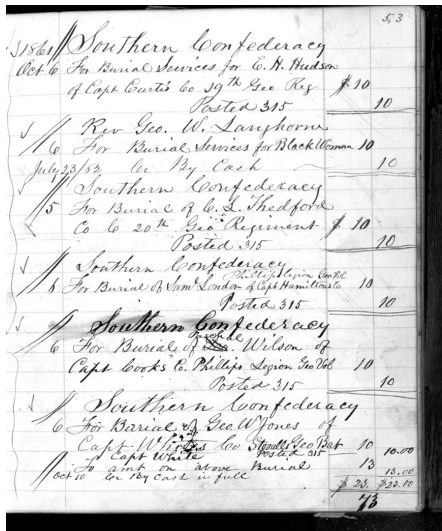 53
1861 // Southern Confederacy
Oct 6 For Burial Services for E. H. Hudson
of Capt Curtis Co 19th Geo Reg $10
Posted 315 10
// Rev Geo. W. Langhorne
6 For Burial Services for Black Woman 10
July 23/63 Cr By Cash 10
// Southern Confederacy
5 For Burial of C. L. Thedford
Co C 20th Geo Regiment $10
Posted 315 10
// Southern Confederacy
Phillips Legion Geo Vol
6 For Burial of Saml London of Capt Hamilton Co 10
Posted 315 10
// Southern Confederacy
6 For Burial of Wilson of
Capt Cooks E. Phillips Legion Geo Vol 10
Posted 315 10
// Southern Confederacy
6 For Burial of Geo W Jones of
Capt Co Geo Bat 10 10.00
Capt White Posted 315
To amt on above Burial 13 13.00
Oct 10 Cr By Cash in full $23. $23.00
73